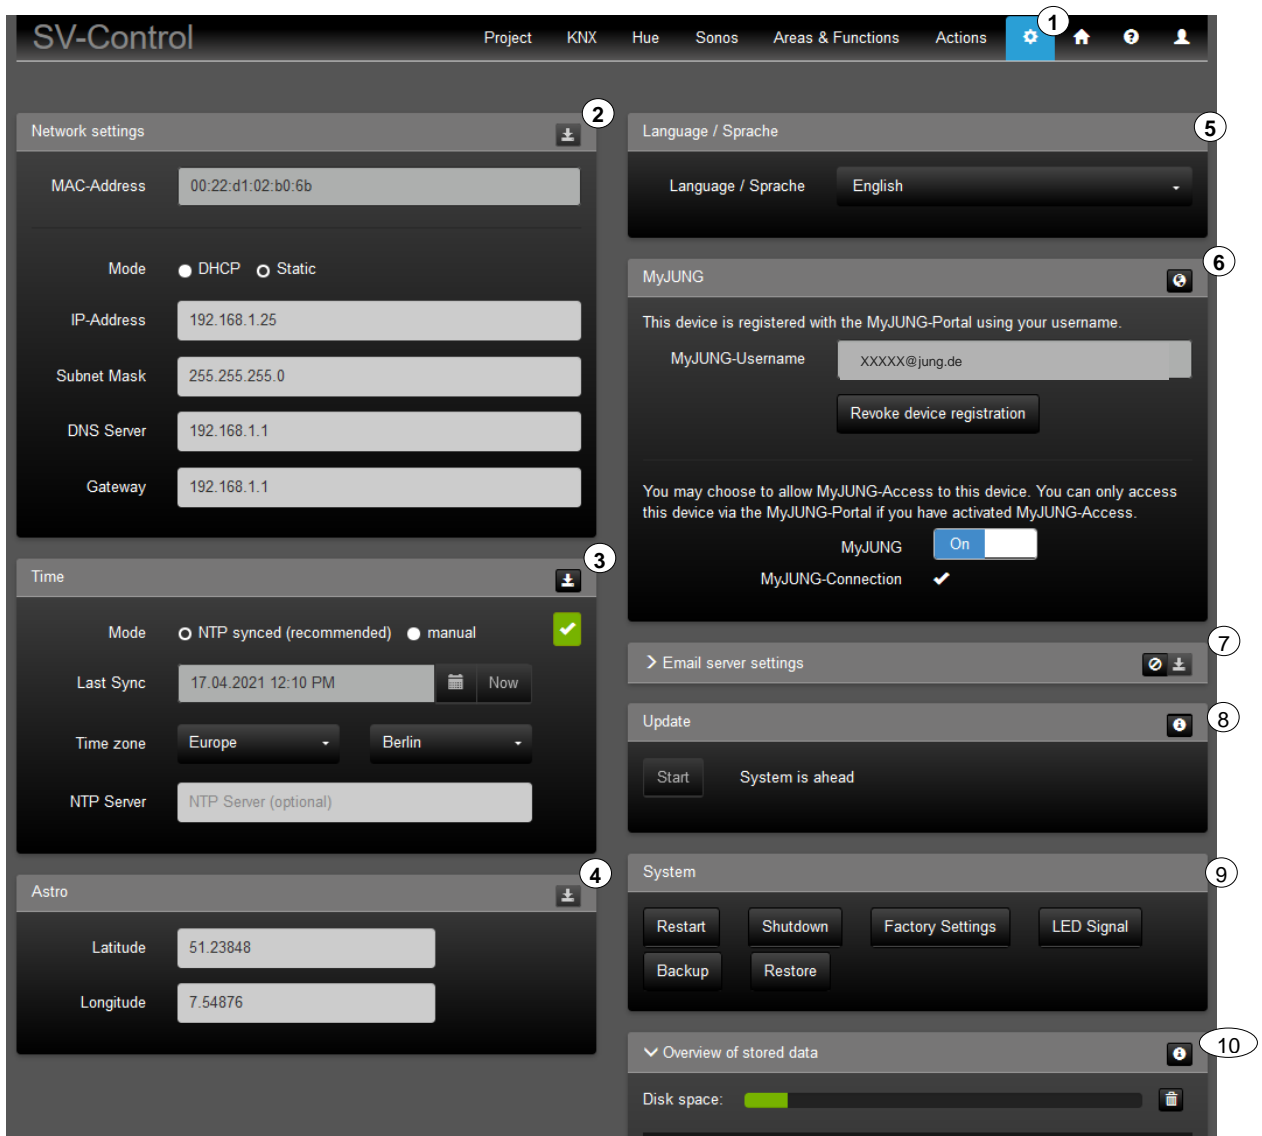 SV-Control
Project KNX Hue Sonos Areas & Functions Actions
1
Network settings
2
MAC-Address 00:22:d1:02:b0:6b
Mode DHCP Static
IP-Address 192.168.1.25
Subnet Mask 255.255.255.0
DNS Server 192.168.1.1
Gateway 192.168.1.1
Time
3
Mode NTP synced (recommended) manual
Last Sync 17.04.2021 12:10 PM Now
Time zone Europe Berlin
NTP Server NTP Server (optional)
Astro
4
Latitude 51.23848
Longitude 7.54876
Language / Sprache
5
Language / Sprache English
MyJUNG
6
This device is registered with the MyJUNG-Portal using your username.
MyJUNG-Username XXXXX@jung.de
Revoke device registration
You may choose to allow MyJUNG-Access to this device. You can only access
this device via the MyJUNG-Portal if you have activated MyJUNG-Access.
MyJUNG On
MyJUNG-Connection
Email server settings
7
Update
8
Start System is ahead
System
9
Restart Shutdown Factory Settings LED Signal
Backup Restore
Overview of stored data
10
Disk space: